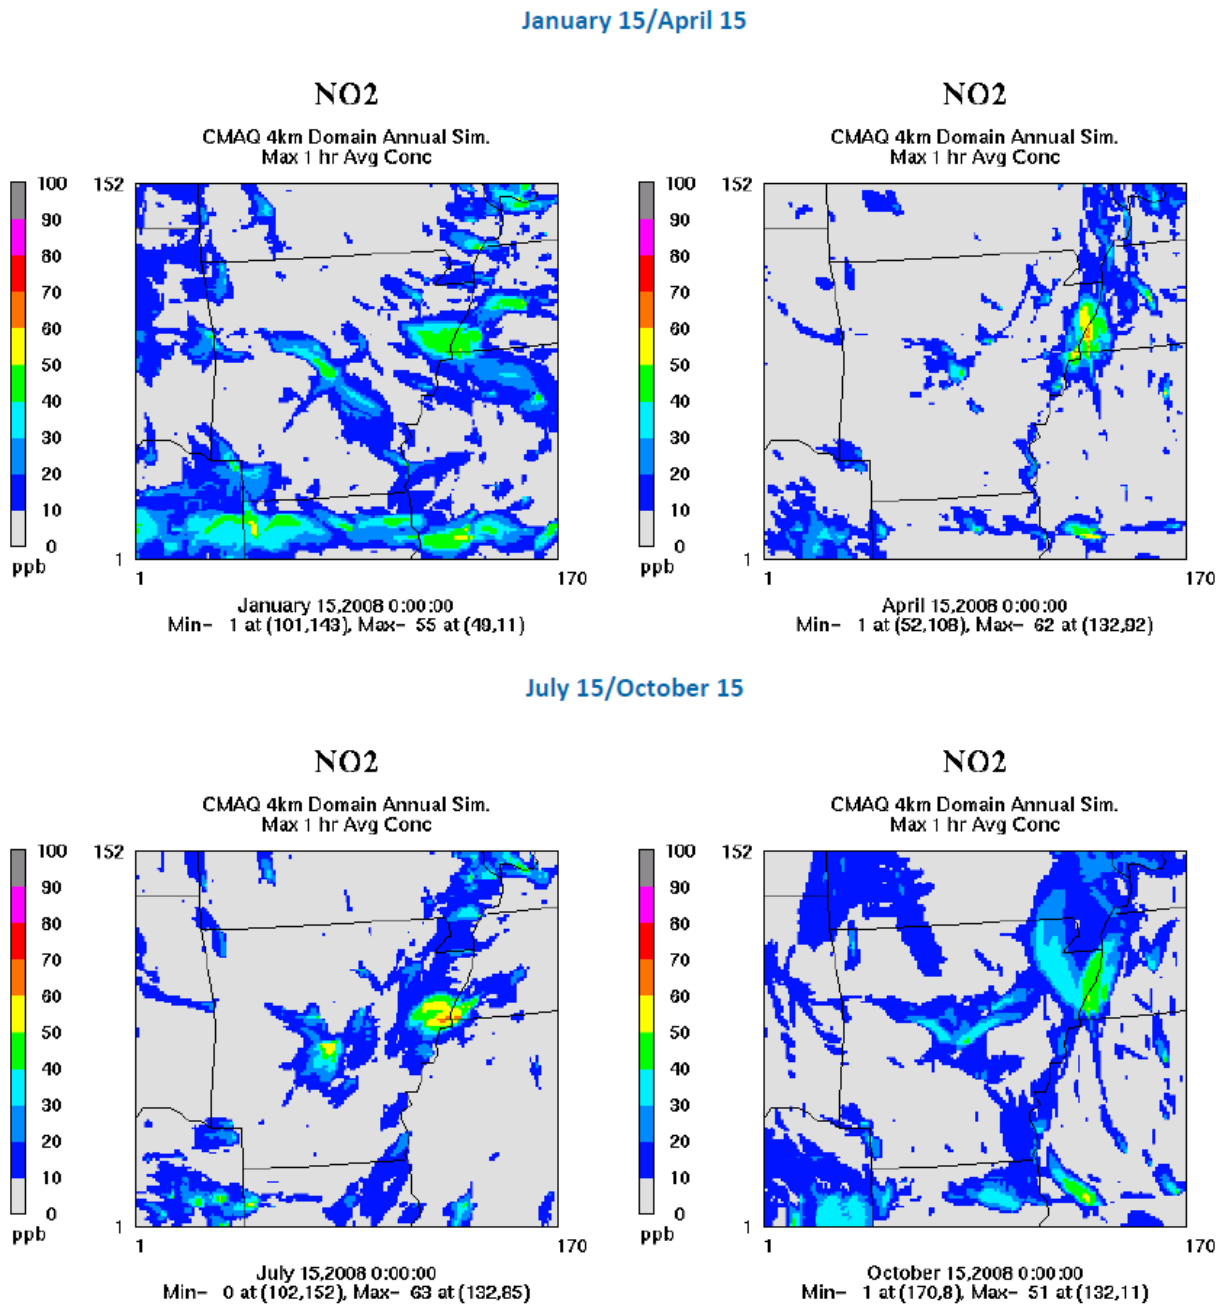 January 15/April 15
NO2
CMAQ 4km Domain Annual Sim.
Max 1 hr Avg Conc
100
90
80
70
60
50
40
30
20
10
0
ppb
152
1
1
170
January 15,2008 0:00:00
Min- 1 at (101,143), Max- 55 at (49,11)
NO2
CMAQ 4km Domain Annual Sim.
Max 1 hr Avg Conc
100
90
80
70
60
50
40
30
20
10
0
ppb
152
1
1
170
April 15,2008 0:00:00
Min- 1 at (52,108), Max- 62 at (132,92)
July 15/October 15
NO2
CMAQ 4km Domain Annual Sim.
Max 1 hr Avg Conc
100
90
80
70
60
50
40
30
20
10
0
ppb
152
1
1
170
July 15,2008 0:00:00
Min- 0 at (102,152), Max- 63 at (132,85)
NO2
CMAQ 4km Domain Annual Sim.
Max 1 hr Avg Conc
100
90
80
70
60
50
40
30
20
10
0
ppb
152
1
1
170
October 15,2008 0:00:00
Min- 1 at (170,8), Max- 51 at (132,11)